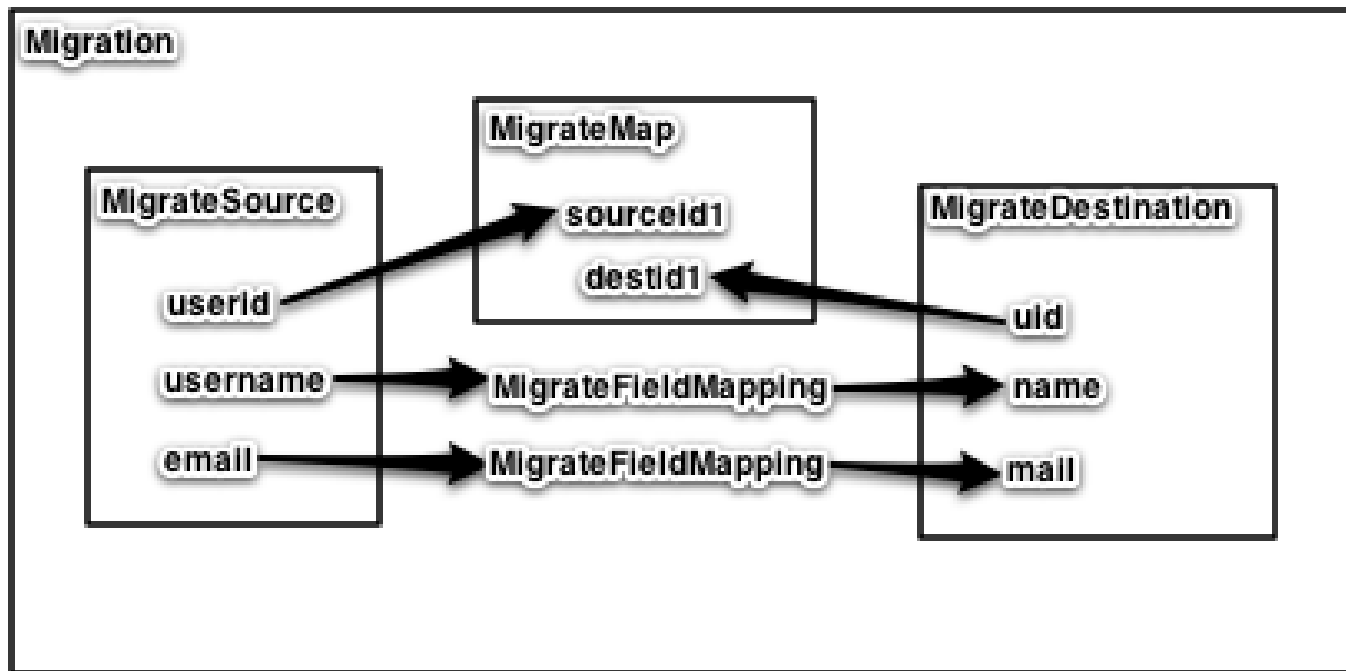 Migration
MigrateMap
MigrateSource
MigrateDestination
sourceid1
destid1
userid
uid
username
MigrateFieldMapping
name
email
MigrateFieldMapping
mail